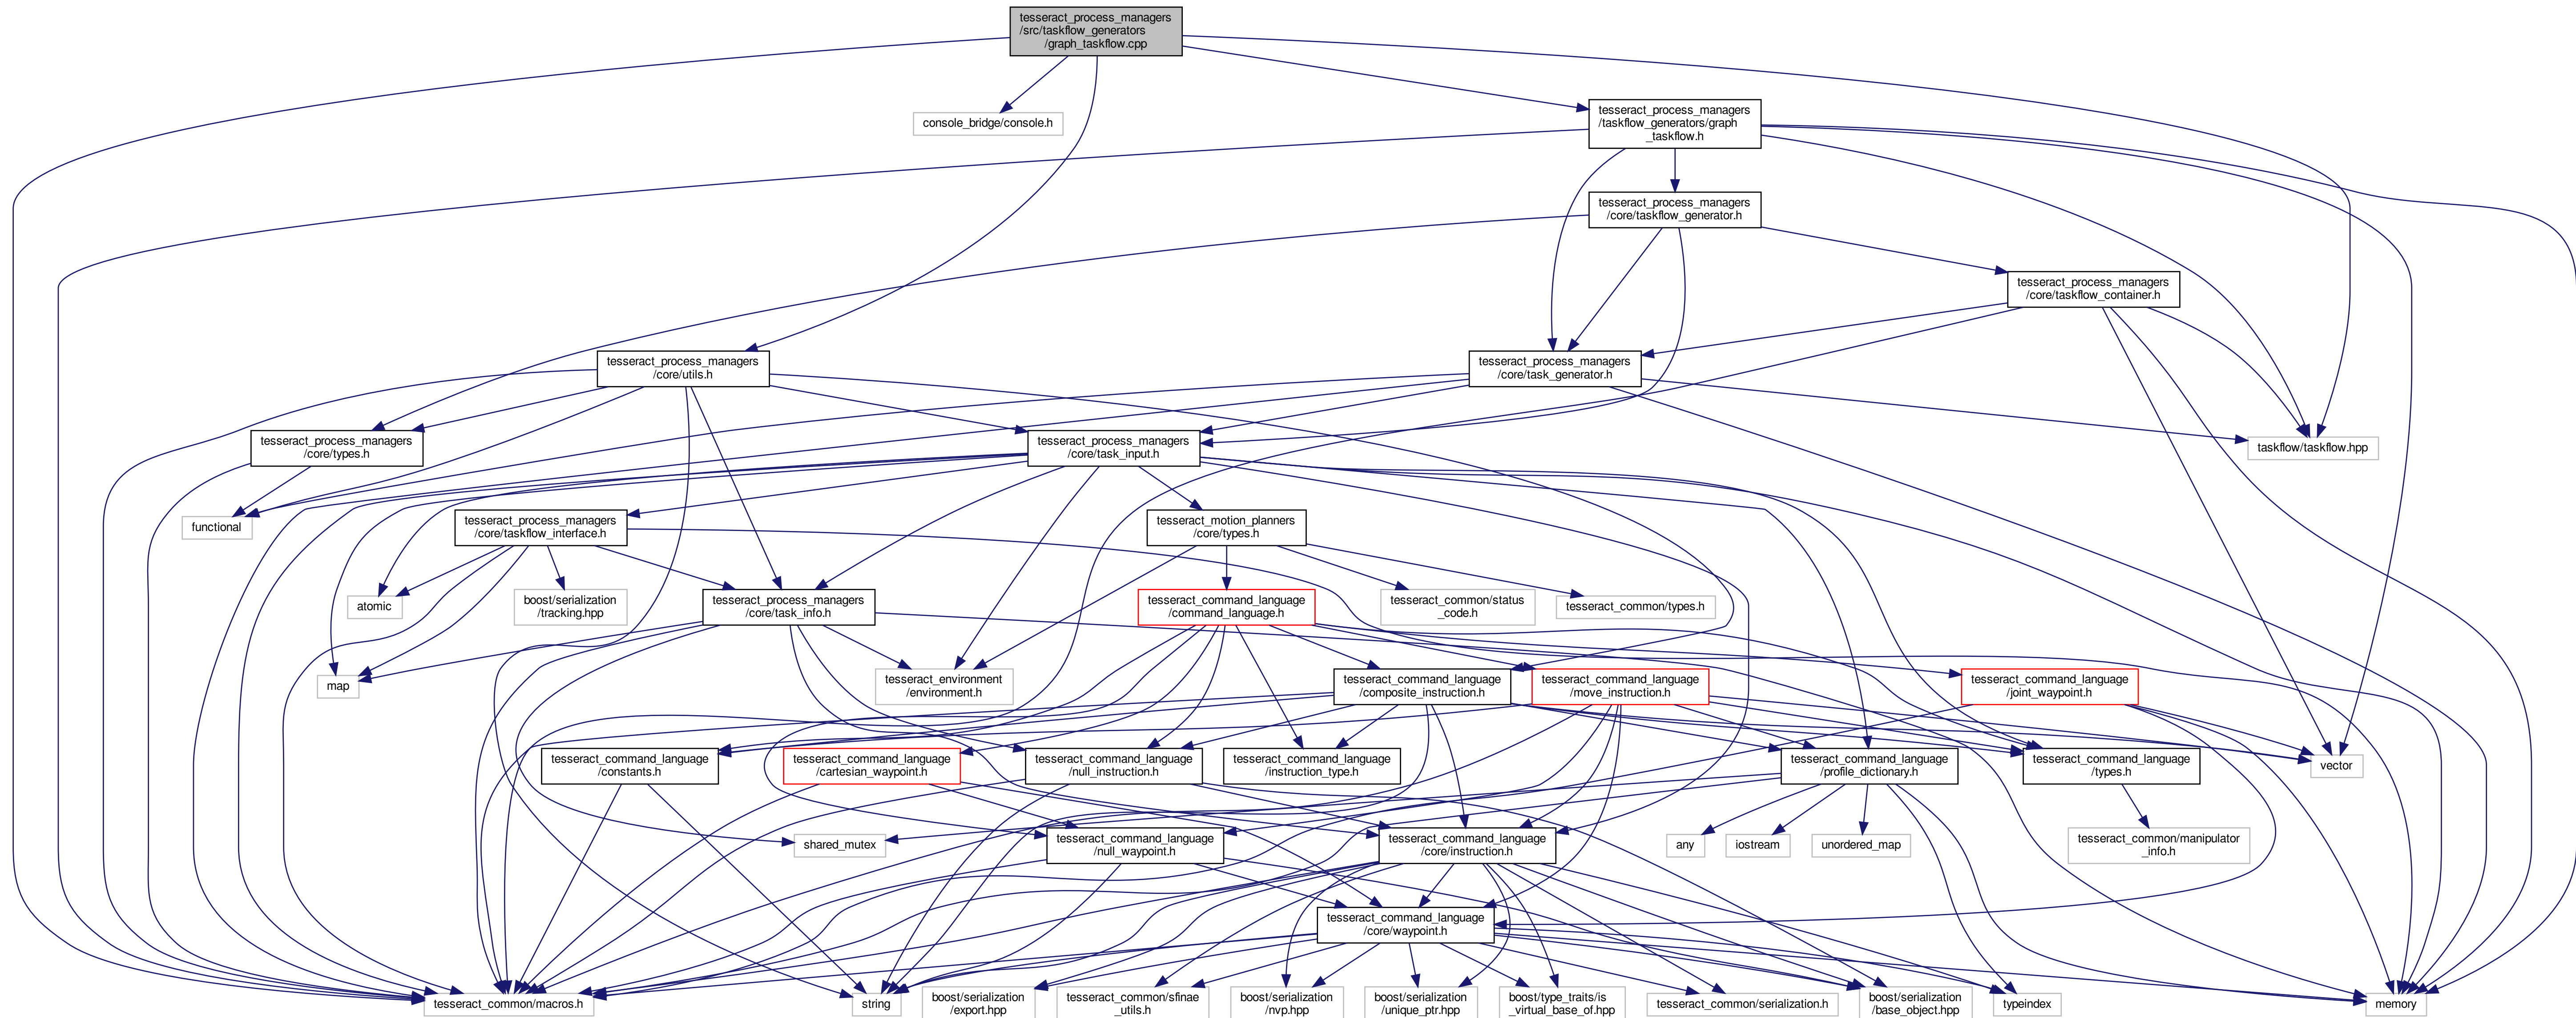 tesseract_process_managers
/src/taskflow_generators
/graph_taskflow.cpp
console_bridge/console.h
tesseract_process_managers
/taskflow_generators/graph
_taskflow.h
tesseract_process_managers
/core/taskflow_generator.h
tesseract_process_managers
/core/taskflow_container.h
tesseract_process_managers
/core/utils.h
tesseract_process_managers
/core/task_generator.h
tesseract_process_managers
/core/types.h
tesseract_process_managers
/core/task_input.h
taskflow/taskflow.hpp
functional
tesseract_process_managers
/core/taskflow_interface.h
tesseract_motion_planners
/core/types.h
atomic
boost/serialization
/tracking.hpp
tesseract_process_managers
/core/task_info.h
tesseract_command_language
/command_language.h
tesseract_common/status
_code.h
tesseract_common/types.h
map
tesseract_environment
/environment.h
tesseract_command_language
/composite_instruction.h
tesseract_command_language
/move_instruction.h
tesseract_command_language
/joint_waypoint.h
tesseract_command_language
/constants.h
tesseract_command_language
/cartesian_waypoint.h
tesseract_command_language
/null_instruction.h
tesseract_command_language
/instruction_type.h
tesseract_command_language
/profile_dictionary.h
tesseract_command_language
/types.h
vector
shared_mutex
tesseract_command_language
/null_waypoint.h
tesseract_command_language
/core/instruction.h
any
iostream
unordered_map
tesseract_common/manipulator
_info.h
tesseract_command_language
/core/waypoint.h
tesseract_common/macros.h
string
boost/serialization
/export.hpp
tesseract_common/sfinae
_utils.h
boost/serialization
/nvp.hpp
boost/serialization
/unique_ptr.hpp
boost/type_traits/is
_virtual_base_of.hpp
tesseract_common/serialization.h
boost/serialization
/base_object.hpp
typeindex
memory